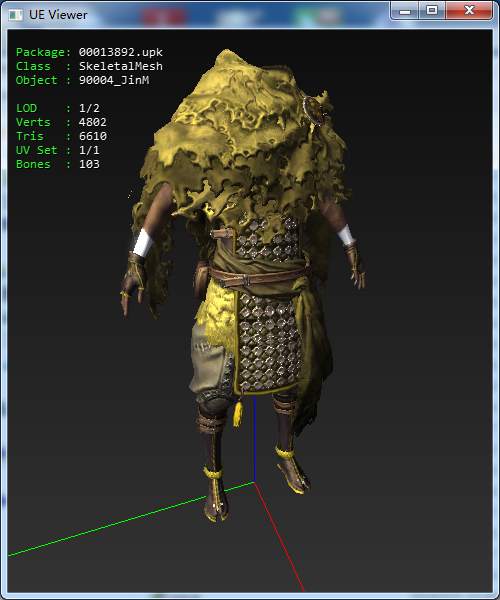 UE Viewer
Package: 00013892.upk
Class : SkeletalMesh
Object : 90004_JinM
LOD : 1/2
Verts : 4802
Tris : 6610
UV Set : 1/1
Bones : 103